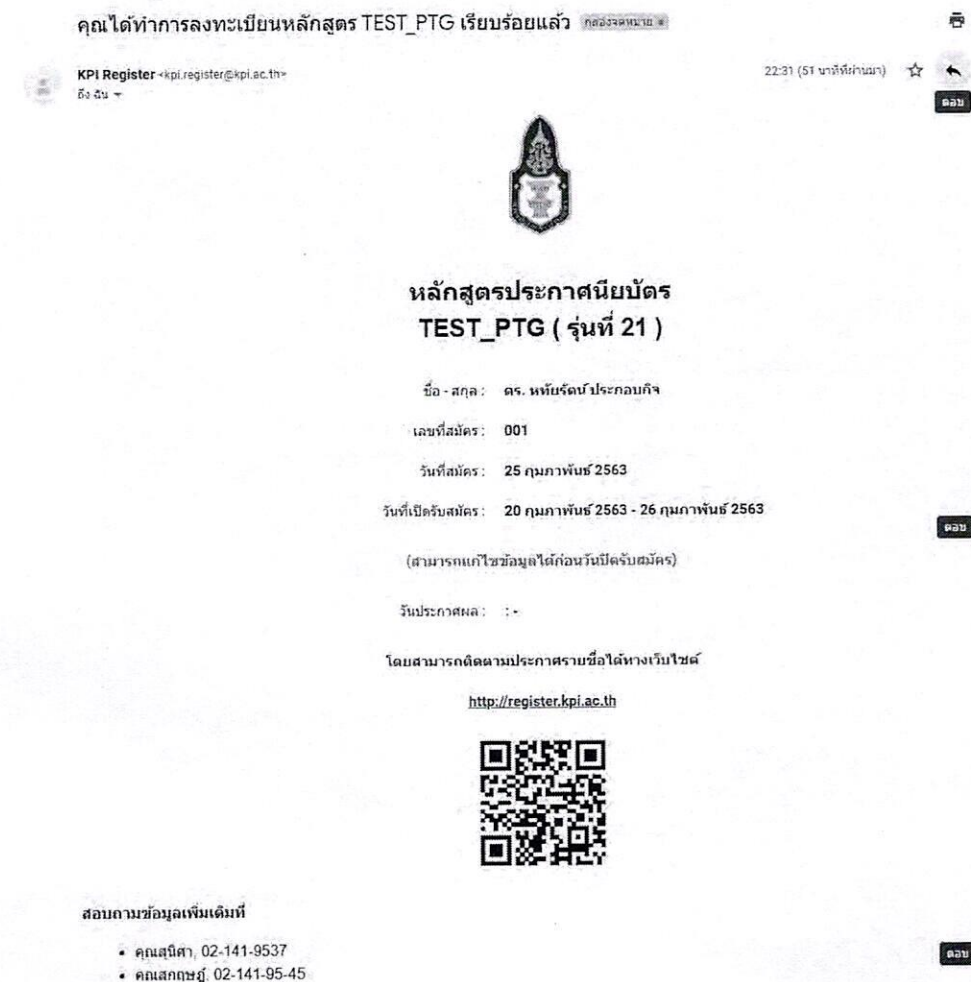 คุณได้ทำการลงทะเบียนหลักสูตร TEST_PTG เรียบร้อยแล้ว กล่องจดหมาย ×
KPI Register <kpi.register@kpi.ac.th> 22:31 (51 นาทีที่ผ่านมา)
ถึง ฉัน
ตอบ
หลักสูตรประกาศนียบัตร
TEST_PTG ( รุ่นที่ 21 )
ชื่อ - สกุล : ดร. หทัยรัตน์ ประกอบกิจ
เลขที่สมัคร : 001
วันที่สมัคร : 25 กุมภาพันธ์ 2563
วันที่เปิดรับสมัคร : 20 กุมภาพันธ์ 2563 - 26 กุมภาพันธ์ 2563
ตอบ
(สามารถแก้ไขข้อมูลได้ก่อนวันปิดรับสมัคร)
วันประกาศผล : : -
โดยสามารถติดตามประกาศรายชื่อได้ทางเว็บไซต์
http://register.kpi.ac.th
สอบถามข้อมูลเพิ่มเติมที่
• คุณสุนิศา, 02-141-9537
ตอบ
• คุณสกฤษฎ์, 02-141-95-45